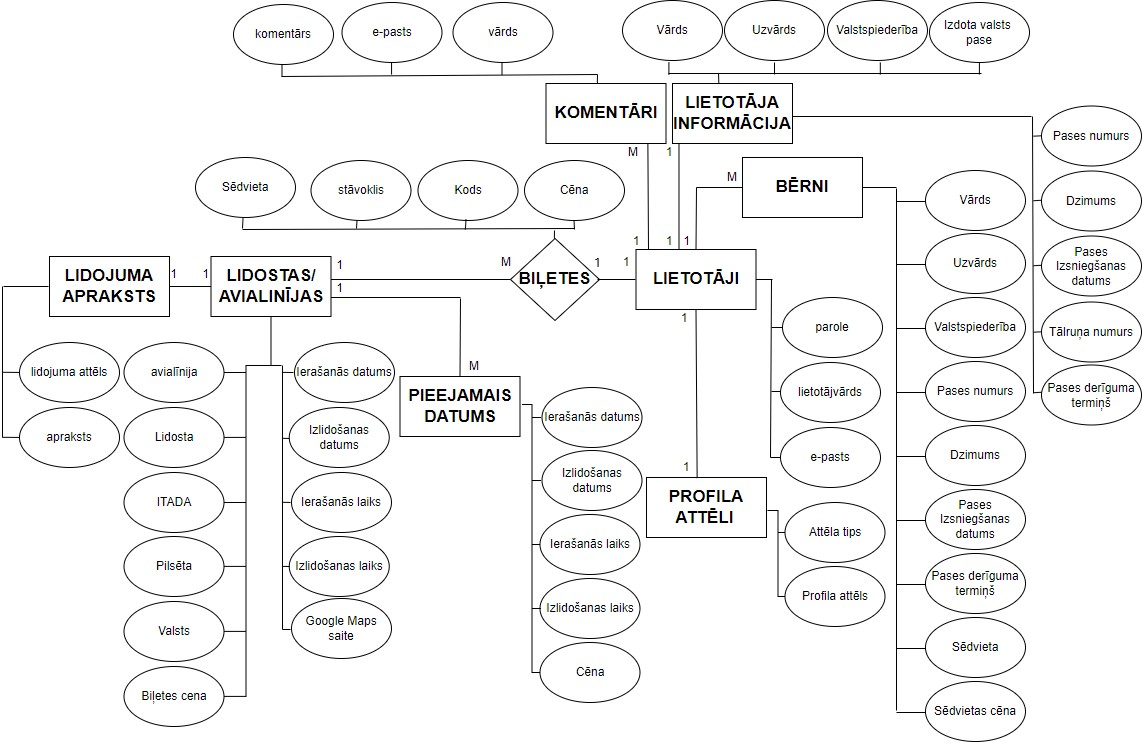 komentārs
e-pasts
vārds
Vārds
Uzvārds
Valstspiederība
Izdota valsts
pase
KOMENTĀRI
LIETOTĀJA
INFORMĀCIJA
M
1
Pases numurs
Dzimums
Pases
Izsniegšanas
datums
Tālruņa numurs
Pases derīguma
termiņš
Sēdvieta
stāvoklis
Kods
Cēna
M
BĒRNI
1
1
1
LIDOJUMA
APRAKSTS
1
1
LIDOSTAS/
AVIALINĪJAS
1
1
M
BIĻETES
1
1
LIETOTĀJI
1
Vārds
Uzvārds
Valstspiederība
Pases numurs
Dzimums
Pases
Izsniegšanas
datums
Pases derīguma
termiņš
Sēdvieta
Sēdvietas cēna
parole
lietotājvārds
e-pasts
lidojuma attēls
apraksts
avialīnija
Lidosta
ITADA
Pilsēta
Valsts
Biļetes cena
Ierašanās datums
Izlidošanas
datums
Ierašanās laiks
Izlidošanas laiks
Google Maps
saite
M
PIEEJAMAIS
DATUMS
Ierašanās datums
Izlidošanas
datums
Ierašanās laiks
Izlidošanas laiks
Cēna
1
PROFILA
ATTĒLI
Attēla tips
Profila attēls